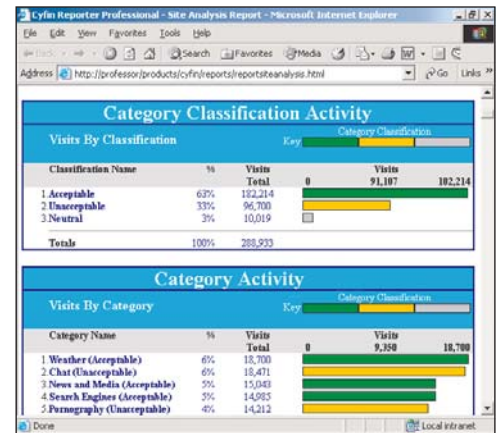 Cyfin Reporter Professional - Site Analysis Report - Microsoft Internet Explorer
File Edit View Favorites Tools Help
Back Search Favorites Media
Address http://professor/products/cyfin/reports/reportsiteanalysis.html Go Links »
Category Classification Activity
Visits By Classification Key Category Classification
Classification Name % Visits Total 0 Visits 91,107 102,214
1 Acceptable 63% 182,214
2 Unacceptable 33% 96,700
3 Neutral 3% 10,019
Totals 100% 288,933
Category Activity
Visits By Category Key Category Classification
Category Name % Visits Total 0 Visits 9,350 18,700
1 Weather (Acceptable) 6% 18,700
2 Chat (Unacceptable) 6% 18,471
3 News and Media (Acceptable) 5% 15,043
4 Search Engines (Acceptable) 5% 14,985
5 Pornography (Unacceptable) 4% 14,212
Done Local intranet